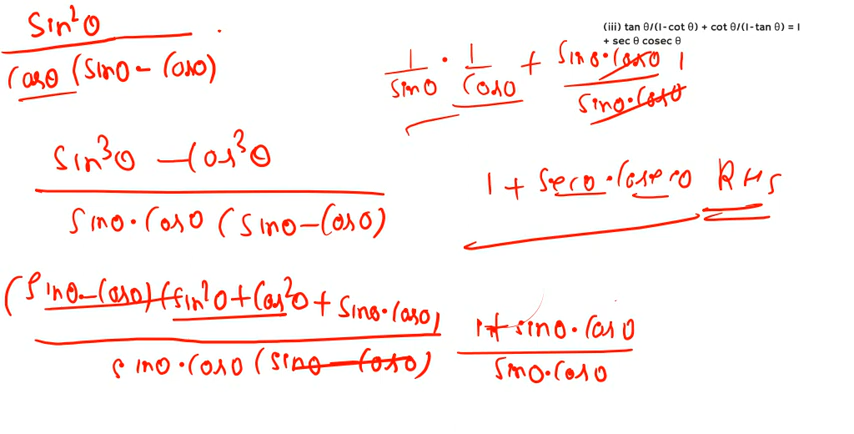 (iii) tan θ/(1-cot θ) + cot θ/(1-tan θ) = 1
+ sec θ cosec θ
sin²θ
cosθ (sinθ - cosθ)
sin³θ - cos³θ
sinθ·cosθ (sinθ - cosθ)
(sinθ - cosθ) (sin²θ + cos²θ + sinθ·cosθ)
sinθ·cosθ (sinθ - cosθ)
1 + sinθ·cosθ
sinθ·cosθ
1/sinθ · 1/cosθ + sinθ·cosθ 1
sinθ·cosθ
1 + secθ·cosecθ RHS